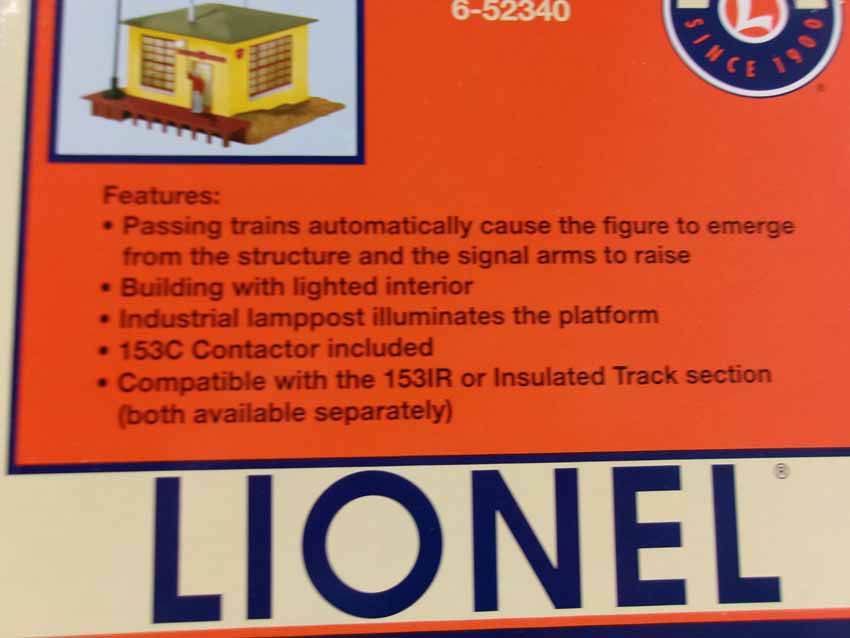 6-52340
L
SINCE 1900
®
Features:
• Passing trains automatically cause the figure to emerge
from the structure and the signal arms to raise
• Building with lighted interior
• Industrial lamppost illuminates the platform
• 153C Contactor included
• Compatible with the 153IR or Insulated Track section
(both available separately)
LIONEL®